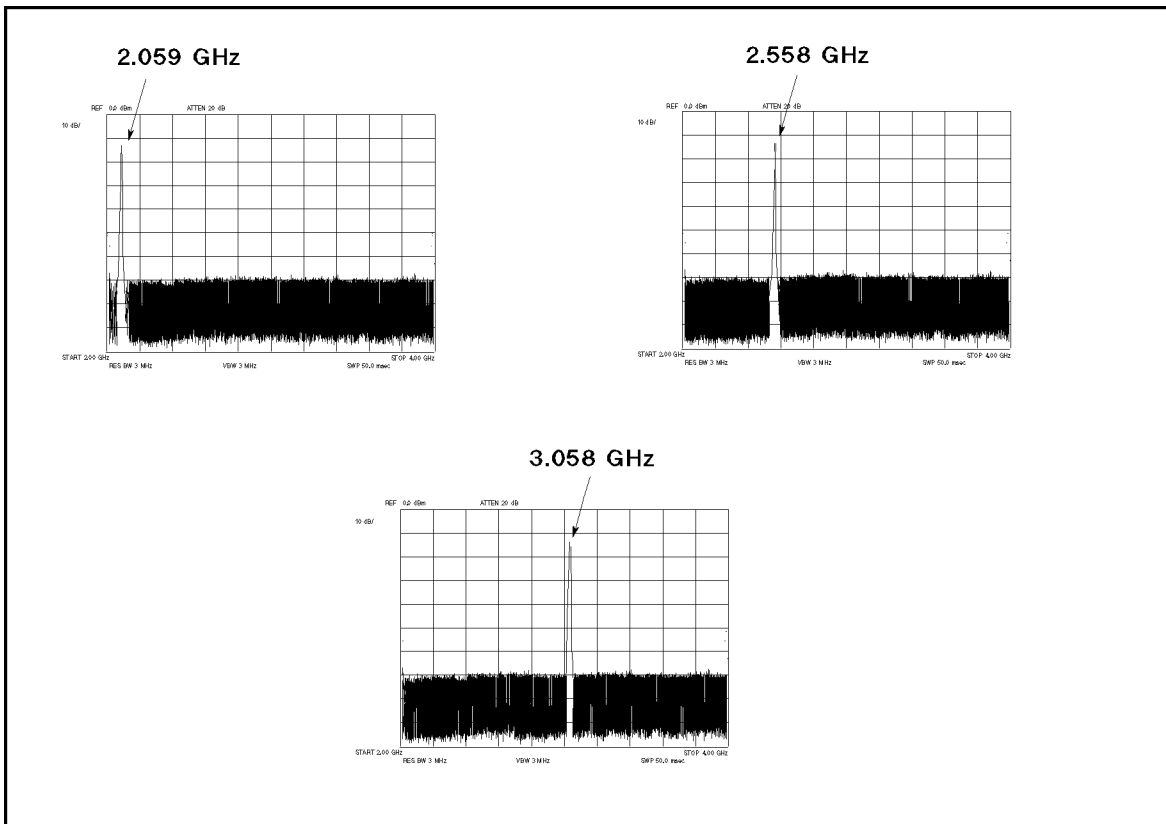 2.059 GHz
REF 0.0 dBm ATTEN 20 dB
10 dB/
START 2.00 GHz STOP 4.00 GHz
RES BW 3 MHz VBW 3 MHz SWP 50.0 msec
2.558 GHz
REF 0.0 dBm ATTEN 20 dB
10 dB/
START 2.00 GHz STOP 4.00 GHz
RES BW 3 MHz VBW 3 MHz SWP 50.0 msec
3.058 GHz
REF 0.0 dBm ATTEN 20 dB
10 dB/
START 2.00 GHz STOP 4.00 GHz
RES BW 3 MHz VBW 3 MHz SWP 50.0 msec